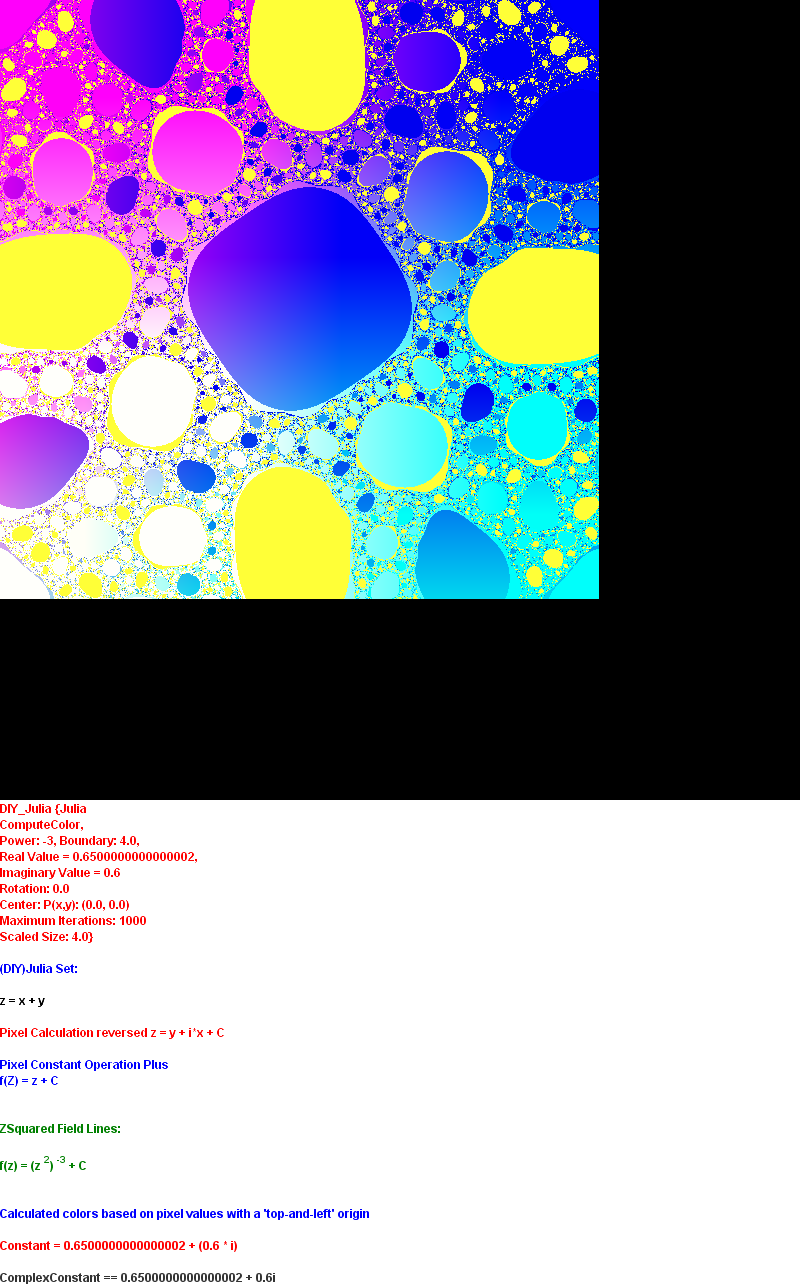 DIY_Julia {Julia
ComputeColor,
Power: -3, Boundary: 4.0,
Real Value = 0.6500000000000002,
Imaginary Value = 0.6
Rotation: 0.0
Center: P(x,y): (0.0, 0.0)
Maximum Iterations: 1000
Scaled Size: 4.0}
(DIY)Julia Set:
z = x + y
Pixel Calculation reversed z = y + i*x + C
Pixel Constant Operation Plus
f(Z) = z + C
ZSquared Field Lines:
f(z) = (z 2) -3 + C
Calculated colors based on pixel values with a 'top-and-left' origin
Constant = 0.6500000000000002 + (0.6 * i)
ComplexConstant == 0.6500000000000002 + 0.6i